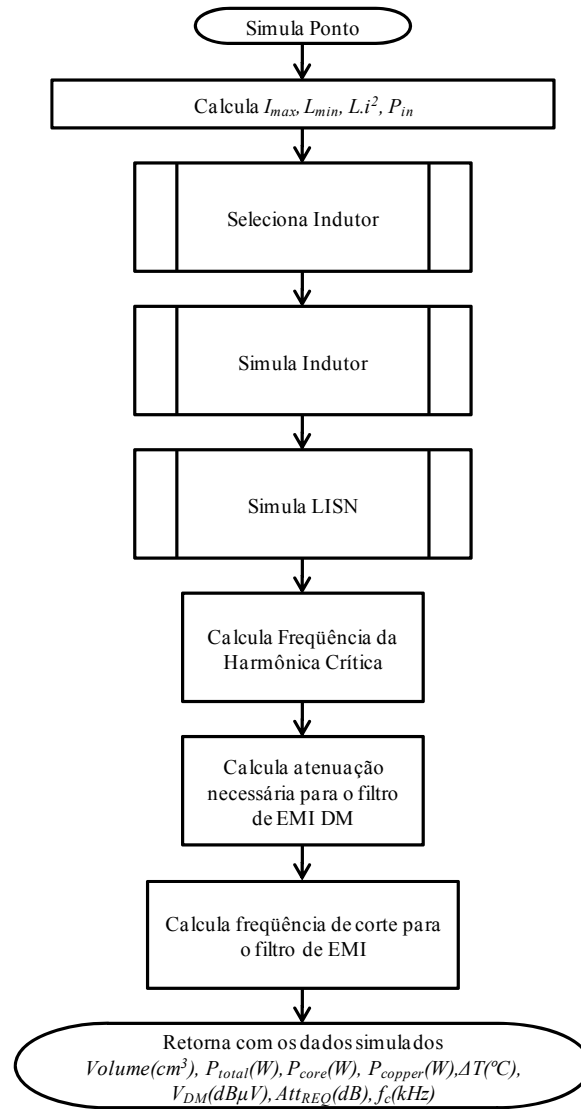 Simula Ponto
Calcula I_max, L_min, L.i², P_in
Seleciona Indutor
Simula Indutor
Simula LISN
Calcula Freqüência da
Harmônica Crítica
Calcula atenuação
necessária para o filtro
de EMI DM
Calcula freqüência de corte para
o filtro de EMI
Retorna com os dados simulados
Volume(cm³), P_total(W), P_core(W), P_copper(W),ΔT(ºC),
V_DM(dBµV), Att_REQ(dB), f_c(kHz)